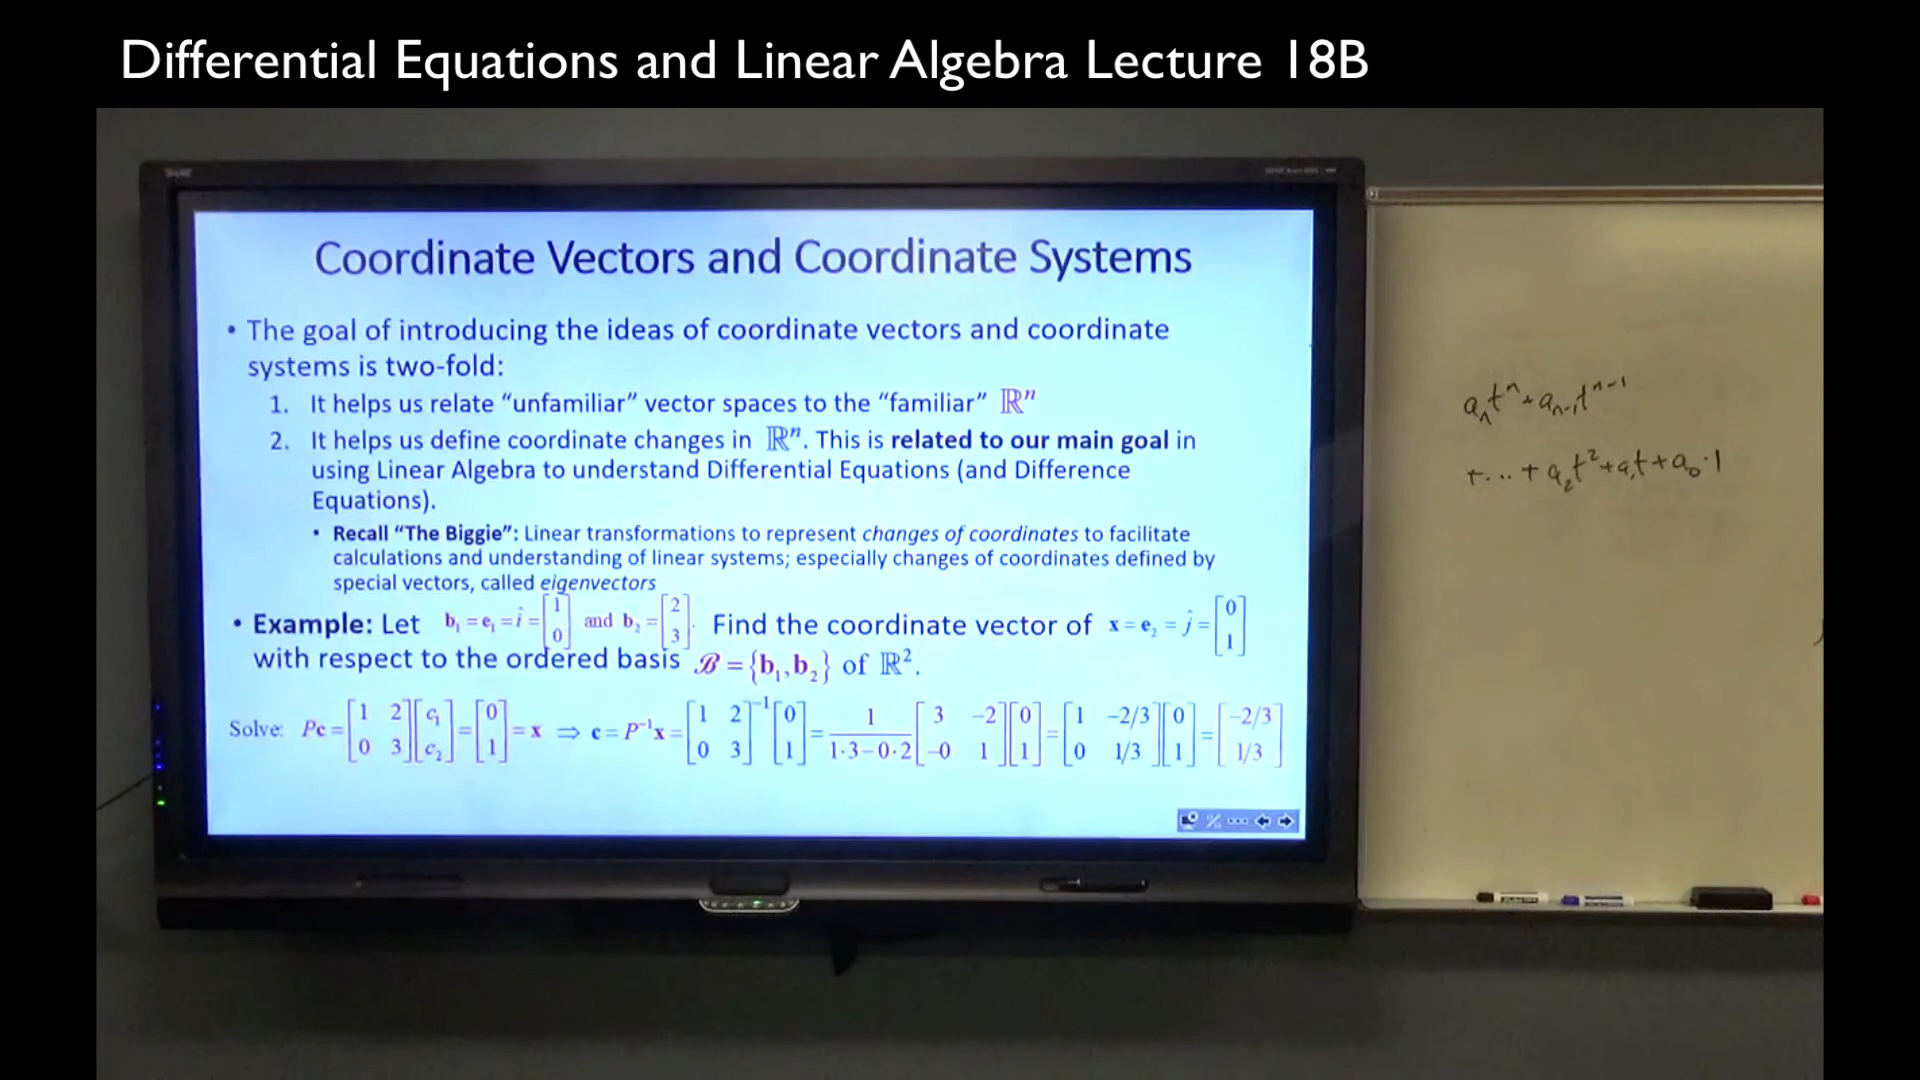 Differential Equations and Linear Algebra Lecture 18B
Coordinate Vectors and Coordinate Systems
• The goal of introducing the ideas of coordinate vectors and coordinate
systems is two-fold:
1. It helps us relate “unfamiliar” vector spaces to the “familiar” ℝⁿ
2. It helps us define coordinate changes in ℝⁿ. This is related to our main goal in
using Linear Algebra to understand Differential Equations (and Difference
Equations).
• Recall “The Biggie”: Linear transformations to represent changes of coordinates to facilitate
calculations and understanding of linear systems; especially changes of coordinates defined by
special vectors, called eigenvectors
• Example: Let b₁ = e₁ = î = [1 0] and b₂ = [2 3]. Find the coordinate vector of x = e₂ = ĵ = [0 1]
with respect to the ordered basis ℬ = {b₁, b₂} of ℝ².
Solve: Pc = [1 2; 0 3][c₁; c₂] = [0; 1] = x ⇒ c = P⁻¹x = [1 2; 0 3]⁻¹[0; 1] = 1/(1·3−0·2) [3 −2; −0 1][0; 1] = [1 −2/3; 0 1/3][0; 1] = [−2/3; 1/3]
aₙtⁿ + aₙ₋₁tⁿ⁻¹
+ ... + a₂t² + a₁t + a₀·1